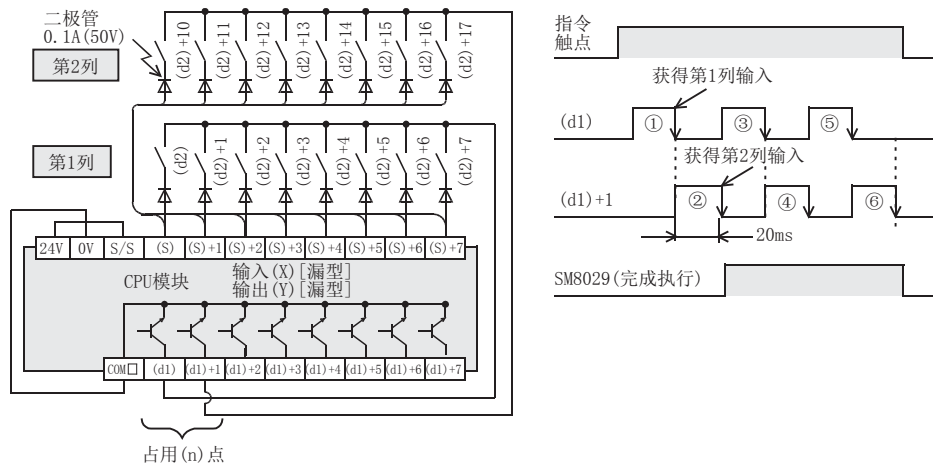 二极管
0.1A(50V)
第2列
(d2)+10
(d2)+11
(d2)+12
(d2)+13
(d2)+14
(d2)+15
(d2)+16
(d2)+17
第1列
(d2)
(d2)+1
(d2)+2
(d2)+3
(d2)+4
(d2)+5
(d2)+6
(d2)+7
24V 0V S/S (S) (S)+1 (S)+2 (S)+3 (S)+4 (S)+5 (S)+6 (S)+7
CPU模块
输入(X)[漏型]
输出(Y)[漏型]
COM□ (d1) (d1)+1 (d1)+2 (d1)+3 (d1)+4 (d1)+5 (d1)+6 (d1)+7
占用(n)点
指令
触点
获得第1列输入
(d1)
① ③ ⑤
获得第2列输入
(d1)+1
② ④ ⑥
20ms
SM8029(完成执行)